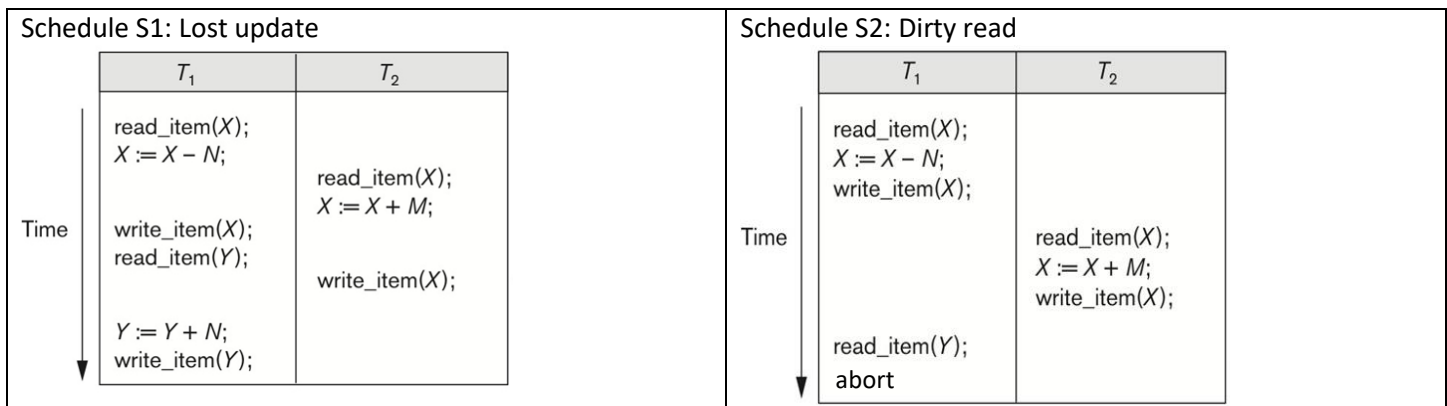 Schedule S1: Lost update
T1 T2
read_item(X);
X := X – N;
read_item(X);
X := X + M;
Time
write_item(X);
read_item(Y);
write_item(X);
Y := Y + N;
write_item(Y);
Schedule S2: Dirty read
T1 T2
read_item(X);
X := X – N;
write_item(X);
Time
read_item(X);
X := X + M;
write_item(X);
read_item(Y);
abort